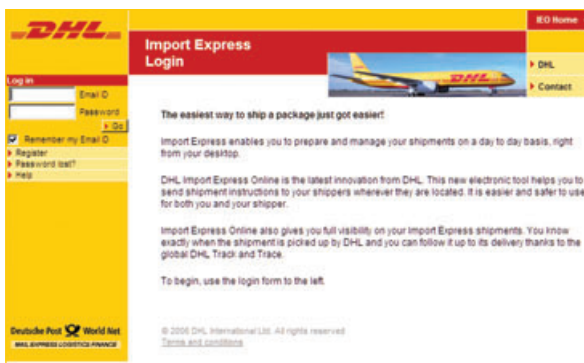 DHL
IEO Home
Import Express
Login
DHL
DHL
Contact
Log in
Email ID
Password
Go
Remember my Email ID
Register
Password lost?
Help
The easiest way to ship a package just got easier!
Import Express enables you to prepare and manage your shipments on a day to day basis, right
from your desktop.
DHL Import Express Online is the latest innovation from DHL. This new electronic tool helps you to
send shipment instructions to your shippers wherever they are located. It is easier and safer to use
for both you and your shipper.
Import Express Online also gives you full visibility on your Import Express shipments. You know
exactly when the shipment is picked up by DHL and you can follow it up to its delivery thanks to the
global DHL Track and Trace.
To begin, use the login form to the left.
Deutsche Post World Net
MAIL EXPRESS LOGISTICS FINANCE
© 2006 DHL International Ltd. All rights reserved
Terms and conditions